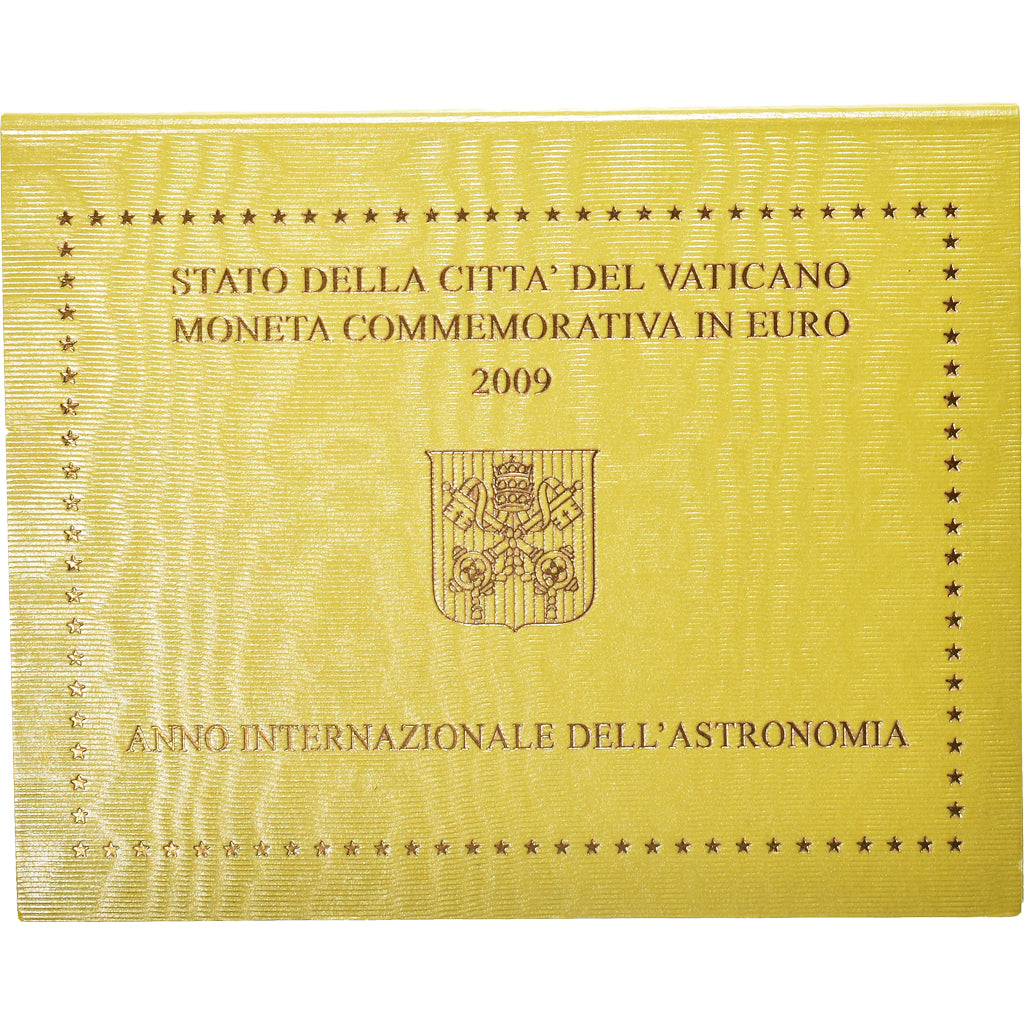 STATO DELLA CITTA' DEL VATICANO
MONETA COMMEMORATIVA IN EURO
2009
ANNO INTERNAZIONALE DELL'ASTRONOMIA